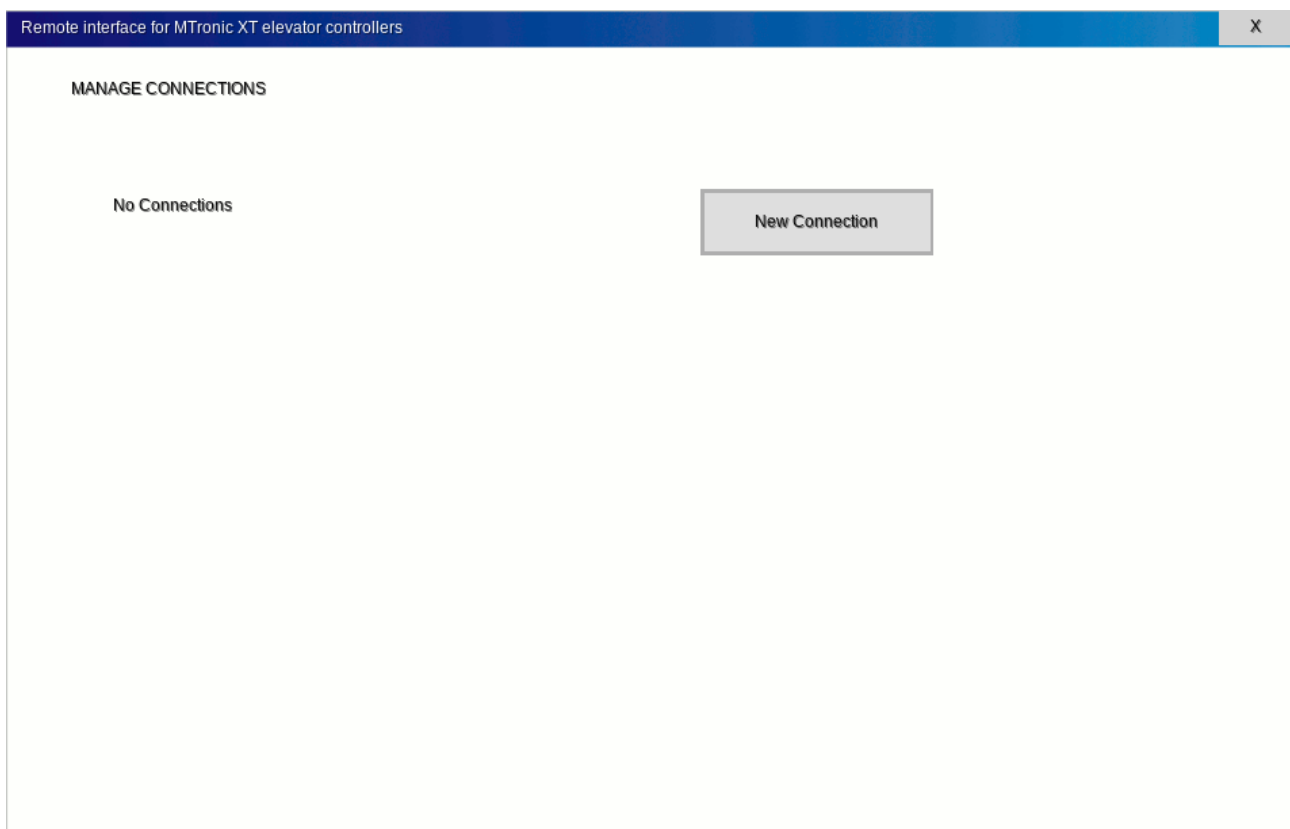 Remote interface for MTronic XT elevator controllers
X
MANAGE CONNECTIONS
No Connections
New Connection